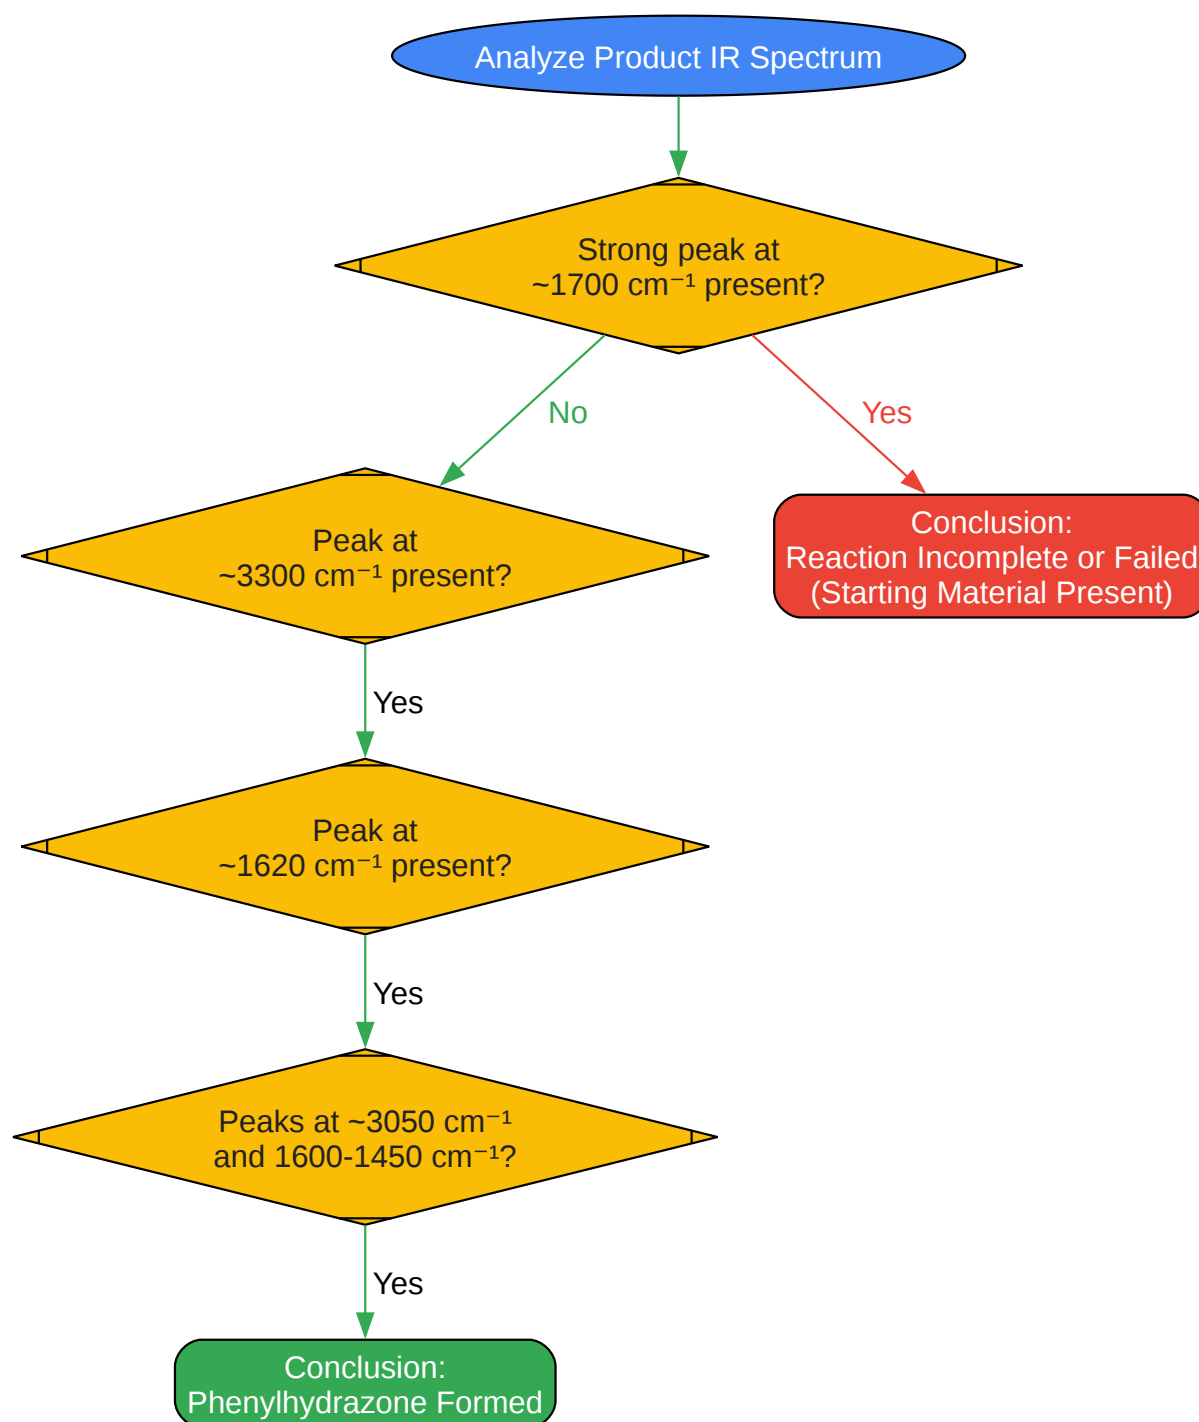 Analyze Product IR Spectrum
Strong peak at
~1700 cm⁻¹ present?
No
Yes
Peak at
~3300 cm⁻¹ present?
Conclusion:
Reaction Incomplete or Failed
(Starting Material Present)
Yes
Peak at
~1620 cm⁻¹ present?
Yes
Peaks at ~3050 cm⁻¹
and 1600-1450 cm⁻¹?
Yes
Conclusion:
Phenylhydrazone Formed